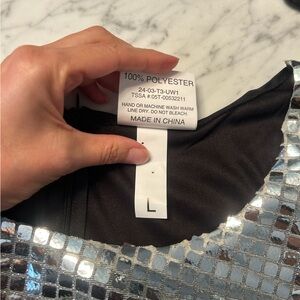 100% POLYESTER
24-03-T3-UW1
TSSA # 05T-00532211
HAND OR MACHINE WASH WARM
LINE DRY. DO NOT BLEACH.
MADE IN CHINA
L